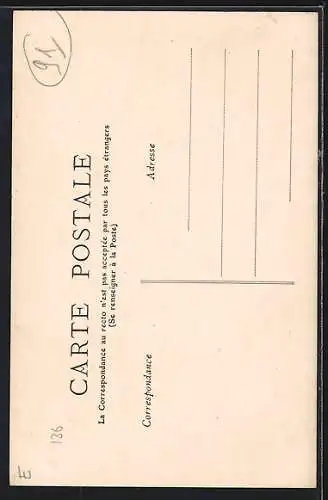 91
CARTE POSTALE
La Correspondance au recto n'est pas acceptée par tous les pays étrangers
(Se renseigner à la Poste)
Correspondance
Adresse
136
E